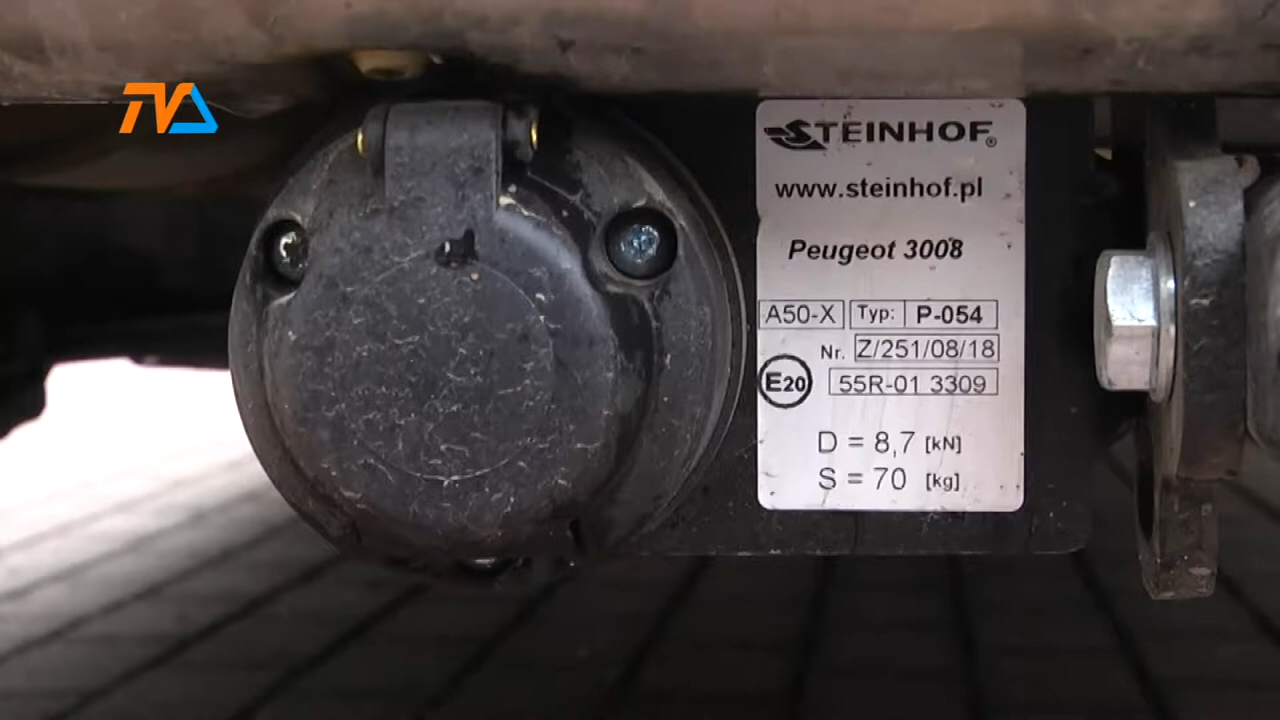 TVA
STEINHOF®
www.steinhof.pl
Peugeot 3008
A50-X Typ: P-054
Nr. Z/251/08/18
E20 55R-01 3309
D = 8,7 [kN]
S = 70 [kg]